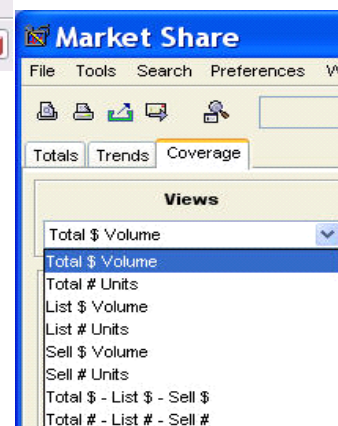 Market Share
File Tools Search Preferences
Totals Trends Coverage
Views
Total $ Volume
Total $ Volume
Total # Units
List $ Volume
List # Units
Sell $ Volume
Sell # Units
Total $ - List $ - Sell $
Total # - List # - Sell #